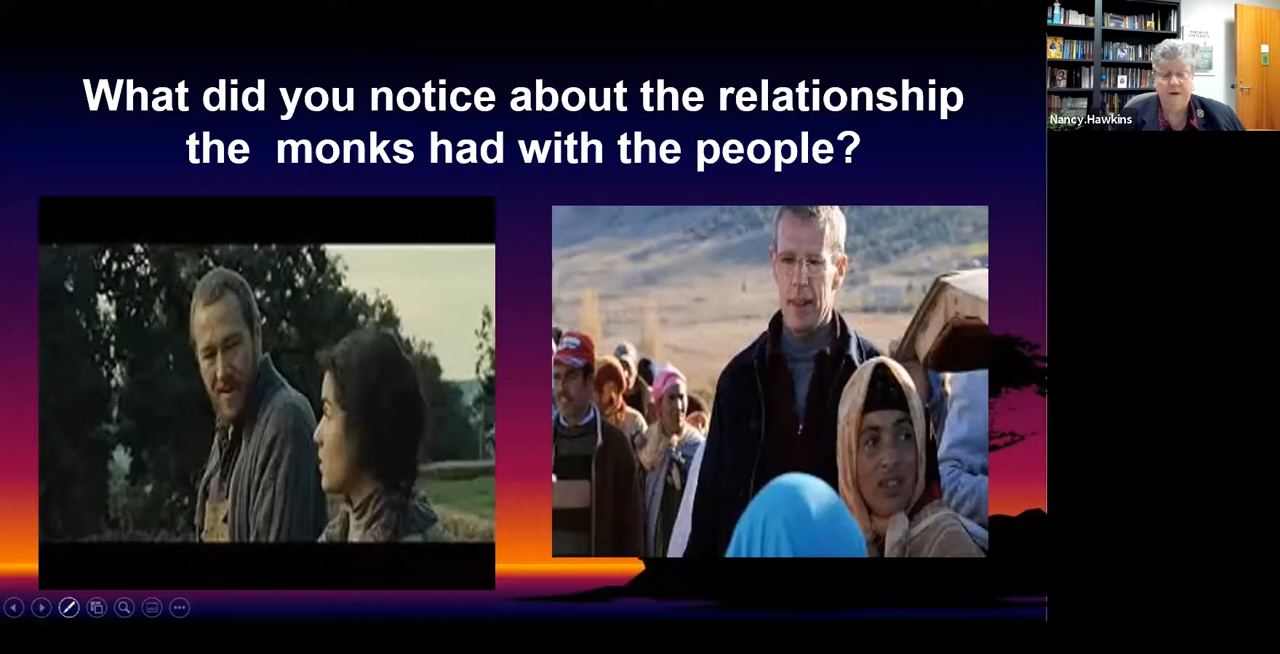 What did you notice about the relationship
the  monks had with the people?
Nancy.Hawkins